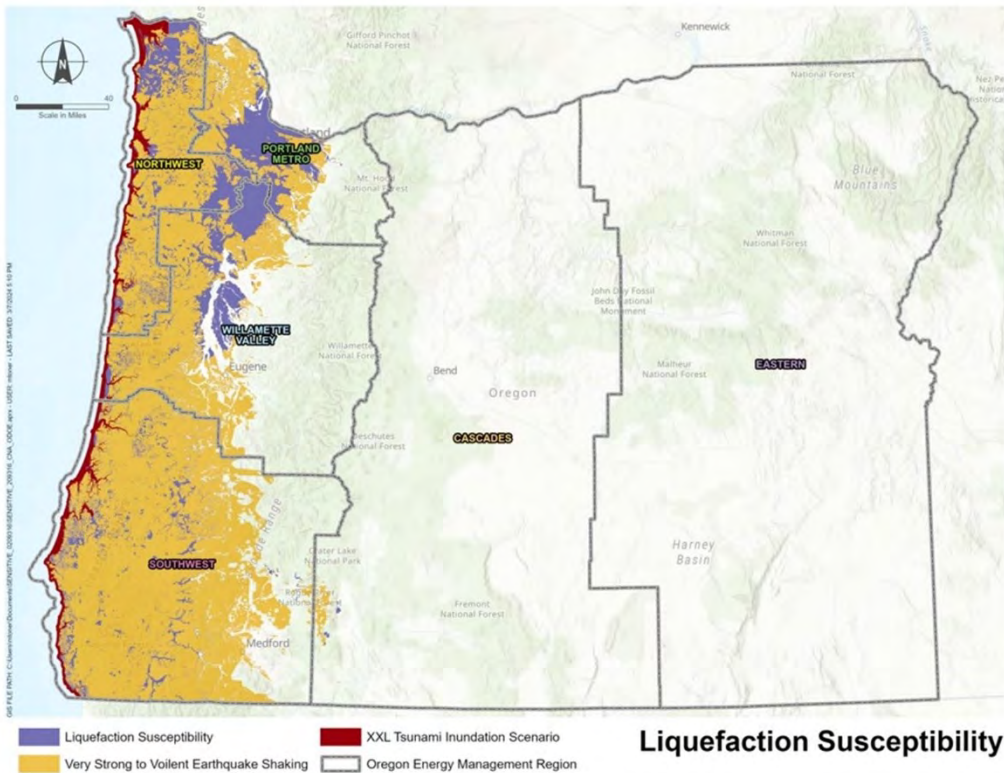 Gifford Pinchot
National Forest
Kennewick
N
0 40
Scale in Miles
National Forest
PORTLAND
METRO
NORTHWEST
Mt. Hood
National Forest
Blue
Mountains
Whitman
National Forest
John Day Fossil
Beds National
Monument
WILLAMETTE
VALLEY
Willamette
National Forest
Eugene
Bend
Oregon
Malheur
National Forest
EASTERN
CASCADES
Deschutes
National Forest
SOUTHWEST
Crater Lake
National Park
Harney
Basin
Fremont
National Forest
Medford
Liquefaction Susceptibility
XXL Tsunami Inundation Scenario
Very Strong to Voilent Earthquake Shaking
Oregon Energy Management Region
Liquefaction Susceptibility